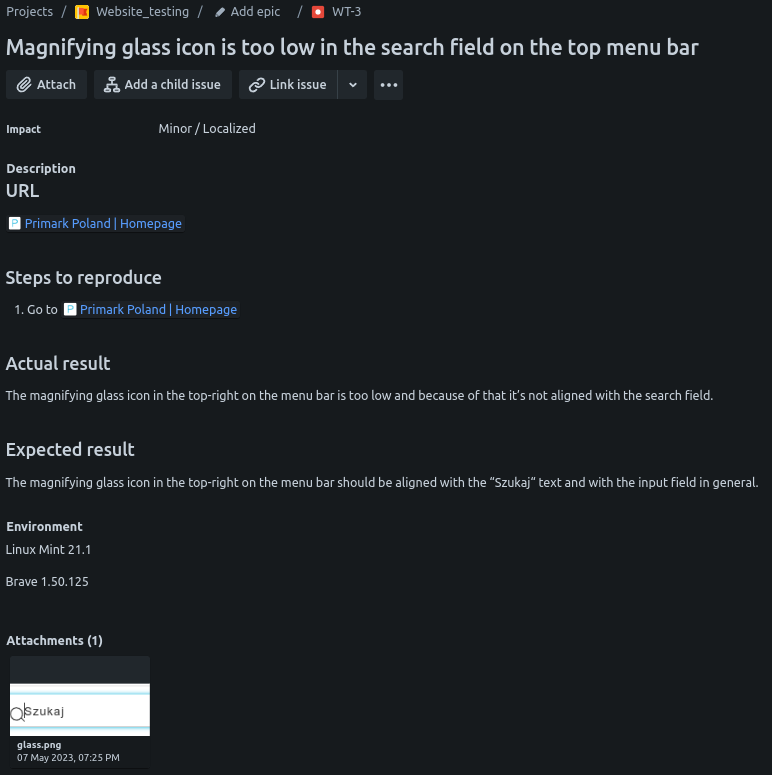 Projects / Website_testing / Add epic / WT-3
Magnifying glass icon is too low in the search field on the top menu bar
Attach Add a child issue Link issue
Impact Minor / Localized
Description
URL
P Primark Poland | Homepage
Steps to reproduce
1. Go to P Primark Poland | Homepage
Actual result
The magnifying glass icon in the top-right on the menu bar is too low and because of that it’s not aligned with the search field.
Expected result
The magnifying glass icon in the top-right on the menu bar should be aligned with the “Szukaj“ text and with the input field in general.
Environment
Linux Mint 21.1
Brave 1.50.125
Attachments (1)
Szukaj
glass.png
07 May 2023, 07:25 PM